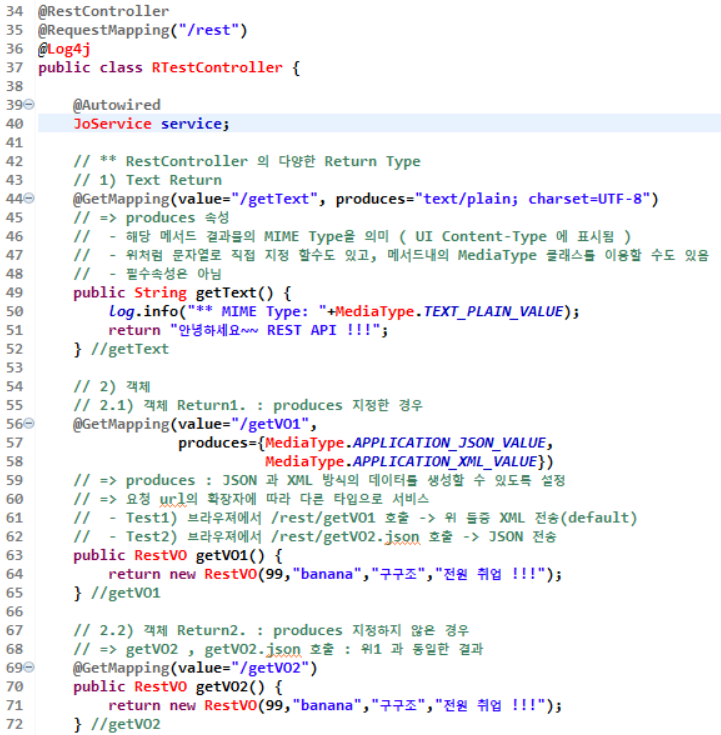 34 @RestController
35 @RequestMapping("/rest")
36 @Log4j
37 public class RTestController {
38
39 @Autowired
40 JoService service;
41
42 // ** RestController 의 다양한 Return Type
43 // 1) Text Return
44 @GetMapping(value="/getText", produces="text/plain; charset=UTF-8")
45 // => produces 속성
46 //  - 해당 메서드 결과물의 MIME Type을 의미 ( UI Content-Type 에 표시됨 )
47 //  - 위처럼 문자열로 직접 지정 할수도 있고, 메서드내의 MediaType 클래스를 이용할 수도 있음
48 //  - 필수속성은 아님
49 public String getText() {
50 log.info("** MIME Type: "+MediaType.TEXT_PLAIN_VALUE);
51 return "안녕하세요~~ REST API !!!";
52 } //getText
53
54 // 2) 객체
55 // 2.1) 객체 Return1. : produces 지정한 경우
56 @GetMapping(value="/getVO1",
57 produces={MediaType.APPLICATION_JSON_VALUE,
58 MediaType.APPLICATION_XML_VALUE})
59 // => produces : JSON 과 XML 방식의 데이터를 생성할 수 있도록 설정
60 // => 요청 url의 확장자에 따라 다른 타입으로 서비스
61 //  - Test1) 브라우져에서 /rest/getVO1 호출 -> 위 둘중 XML 전송(default)
62 //  - Test2) 브라우져에서 /rest/getVO2.json 호출 -> JSON 전송
63 public RestVO getVO1() {
64 return new RestVO(99,"banana","구구조","전원 취업 !!!");
65 } //getVO1
66
67 // 2.2) 객체 Return2. : produces 지정하지 않은 경우
68 // => getVO2 , getVO2.json 호출 : 위1 과 동일한 결과
69 @GetMapping(value="/getVO2")
70 public RestVO getVO2() {
71 return new RestVO(99,"banana","구구조","전원 취업 !!!");
72 } //getVO2